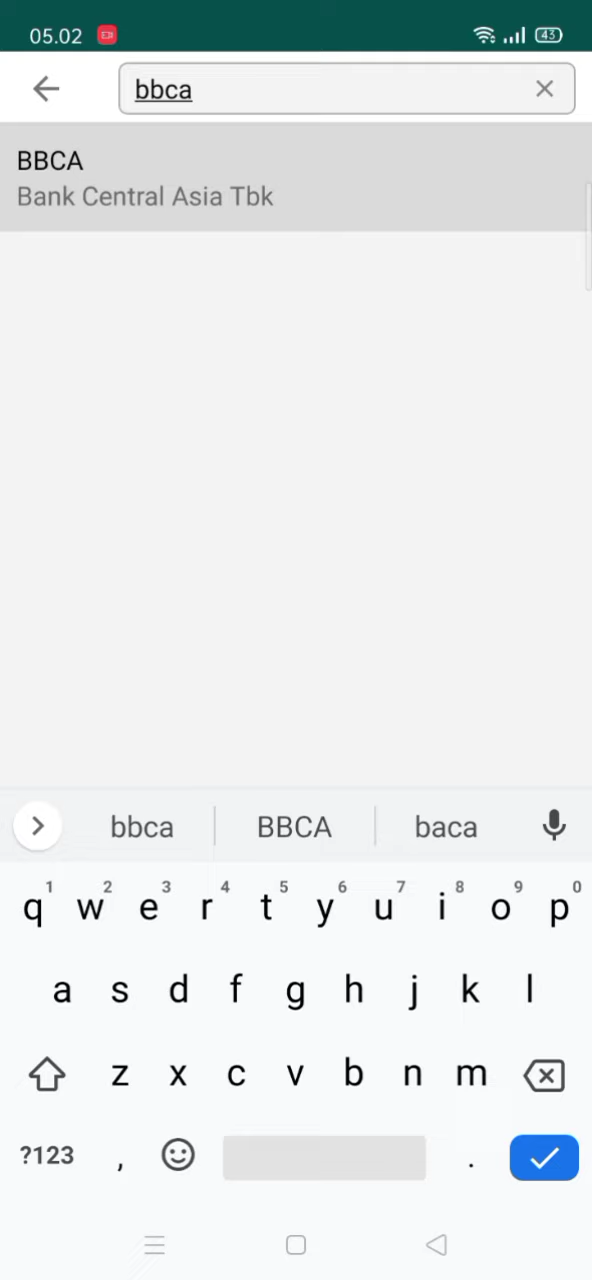 05.02
43
bbca
BBCA
Bank Central Asia Tbk
bbca BBCA baca
1 2 3 4 5 6 7 8 9 0
q w e r t y u i o p
a s d f g h j k l
z x c v b n m
?123 , .